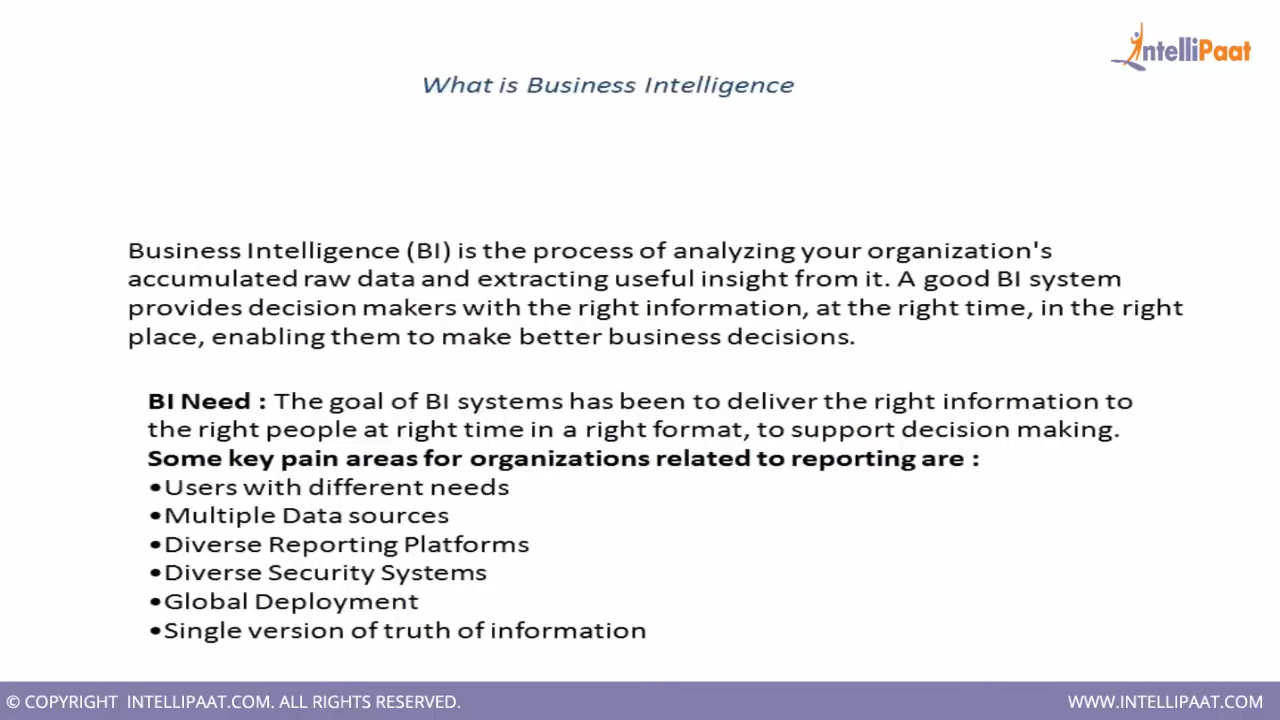 IntelliPaat
What is Business Intelligence
Business Intelligence (BI) is the process of analyzing your organization's
accumulated raw data and extracting useful insight from it. A good BI system
provides decision makers with the right information, at the right time, in the right
place, enabling them to make better business decisions.
BI Need : The goal of BI systems has been to deliver the right information to
the right people at right time in a right format, to support decision making.
Some key pain areas for organizations related to reporting are :
•Users with different needs
•Multiple Data sources
•Diverse Reporting Platforms
•Diverse Security Systems
•Global Deployment
•Single version of truth of information
© COPYRIGHT INTELLIPAAT.COM. ALL RIGHTS RESERVED.
WWW.INTELLIPAAT.COM